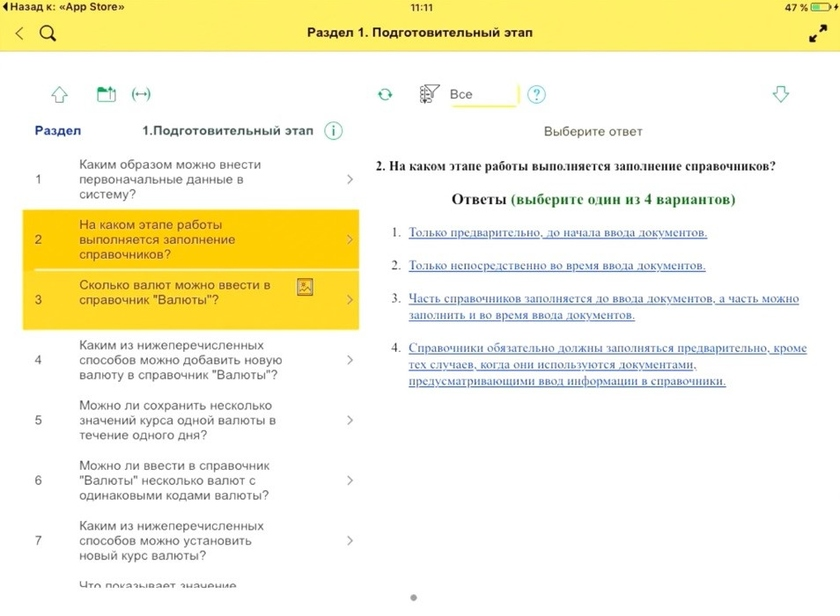 Назад к: «App Store»
11:11
47 %
Раздел 1. Подготовительный этап
Все
?
Раздел
1.Подготовительный этап
i
1
Каким образом можно внести
первоначальные данные в
систему?
2
На каком этапе работы
выполняется заполнение
справочников?
3
Сколько валют можно ввести в
справочник "Валюты"?
4
Каким из нижеперечисленных
способов можно добавить новую
валюту в справочник "Валюты"?
5
Можно ли сохранить несколько
значений курса одной валюты в
течение одного дня?
6
Можно ли ввести в справочник
"Валюты" несколько валют с
одинаковыми кодами валюты?
7
Каким из нижеперечисленных
способов можно установить
новый курс валюты?
Что показывает значение
Выберите ответ
2. На каком этапе работы выполняется заполнение справочников?
Ответы (выберите один из 4 вариантов)
1. Только предварительно, до начала ввода документов.
2. Только непосредственно во время ввода документов.
3. Часть справочников заполняется до ввода документов, а часть можно
заполнить и во время ввода документов.
4. Справочники обязательно должны заполняться предварительно, кроме
тех случаев, когда они используются документами,
предусматривающими ввод информации в справочники.